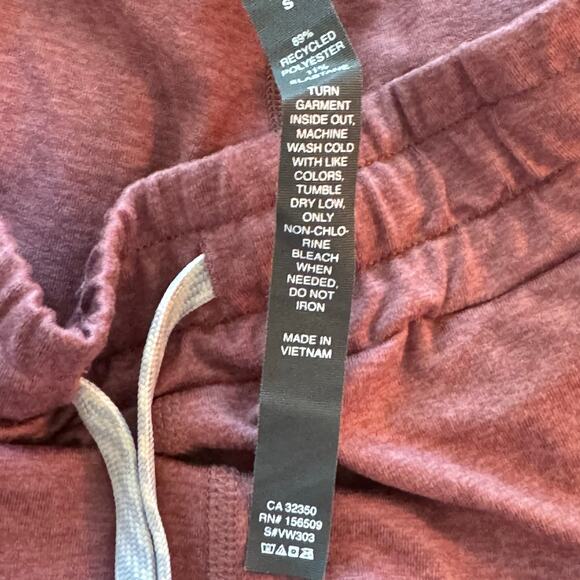 S
89%
RECYCLED
POLYESTER
11%
ELASTANE
TURN
GARMENT
INSIDE OUT,
MACHINE
WASH COLD
WITH LIKE
COLORS,
TUMBLE
DRY LOW,
ONLY
NON-CHLO-
RINE
BLEACH
WHEN
NEEDED,
DO NOT
IRON
MADE IN
VIETNAM
CA 32350
RN# 156509
S#VW303